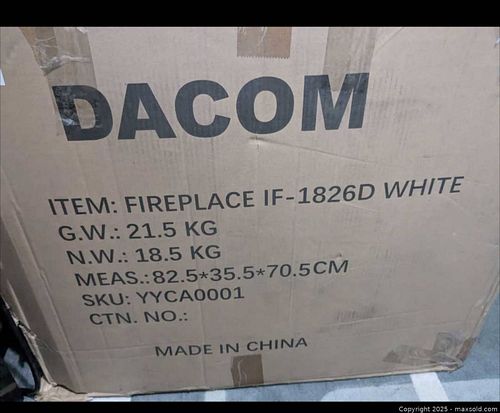 DACOM
ITEM: FIREPLACE IF-1826D WHITE
G.W.: 21.5 KG
N.W.: 18.5 KG
MEAS.:82.5*35.5*70.5CM
SKU: YYCA0001
CTN. NO.:
MADE IN CHINA
Copyright 2025 - maxsold.com